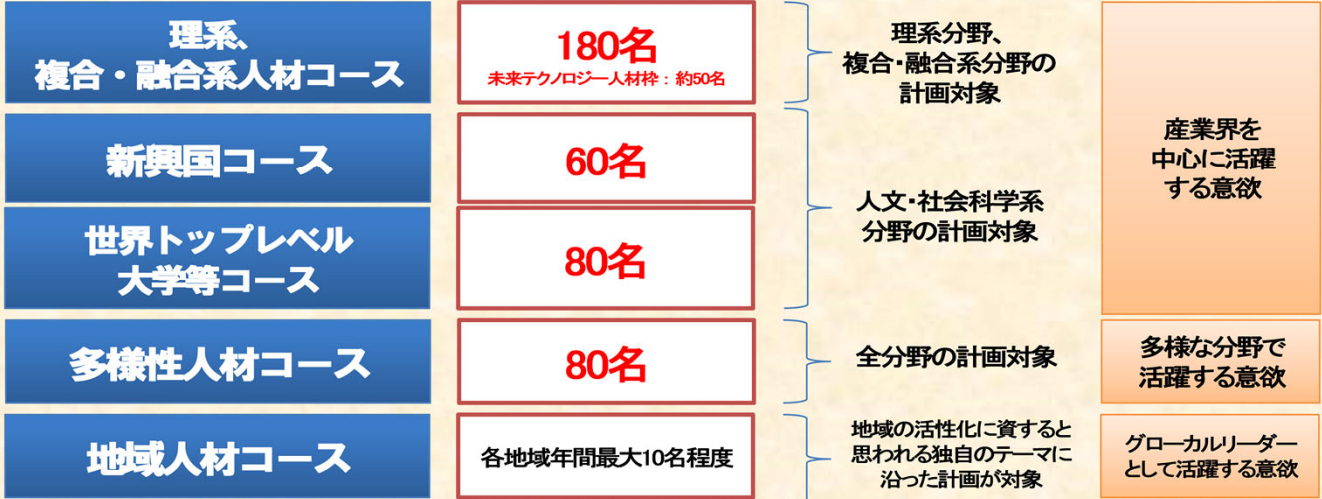 理系、
複合・融合系人材コース
180名
未来テクノロジー人材枠：約50名
理系分野、
複合・融合系分野の
計画対象
新興国コース
60名
世界トップレベル
大学等コース
80名
人文・社会科学系
分野の計画対象
産業界を
中心に活躍
する意欲
多様性人材コース
80名
全分野の計画対象
多様な分野で
活躍する意欲
地域人材コース
各地域年間最大10名程度
地域の活性化に資すると
思われる独自のテーマに
沿った計画が対象
グローカルリーダー
として活躍する意欲